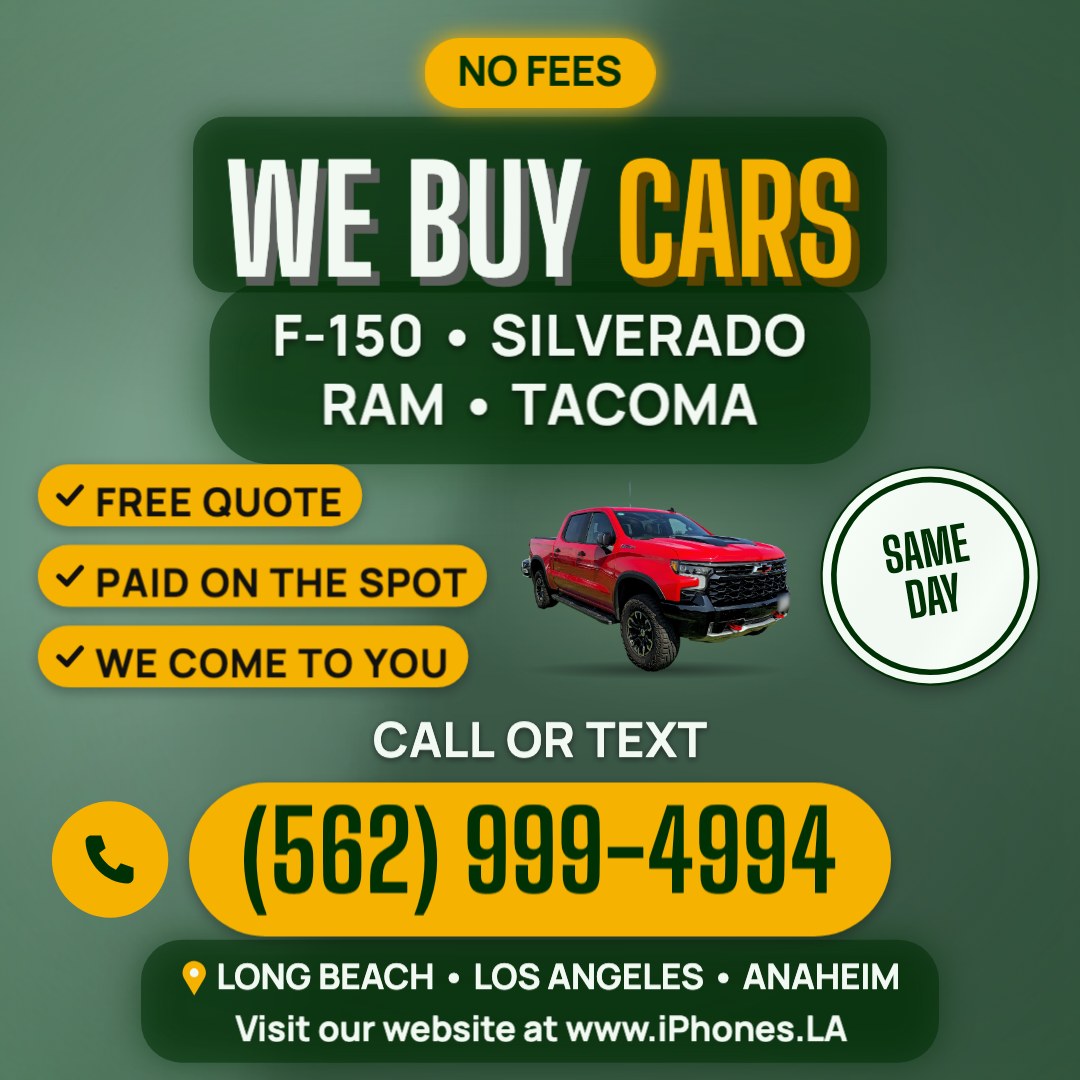 NO FEES
WE BUY CARS
F-150 • SILVERADO
RAM • TACOMA
FREE QUOTE
PAID ON THE SPOT
WE COME TO YOU
SAME
DAY
CALL OR TEXT
(562) 999-4994
LONG BEACH • LOS ANGELES • ANAHEIM
Visit our website at www.iPhones.LA